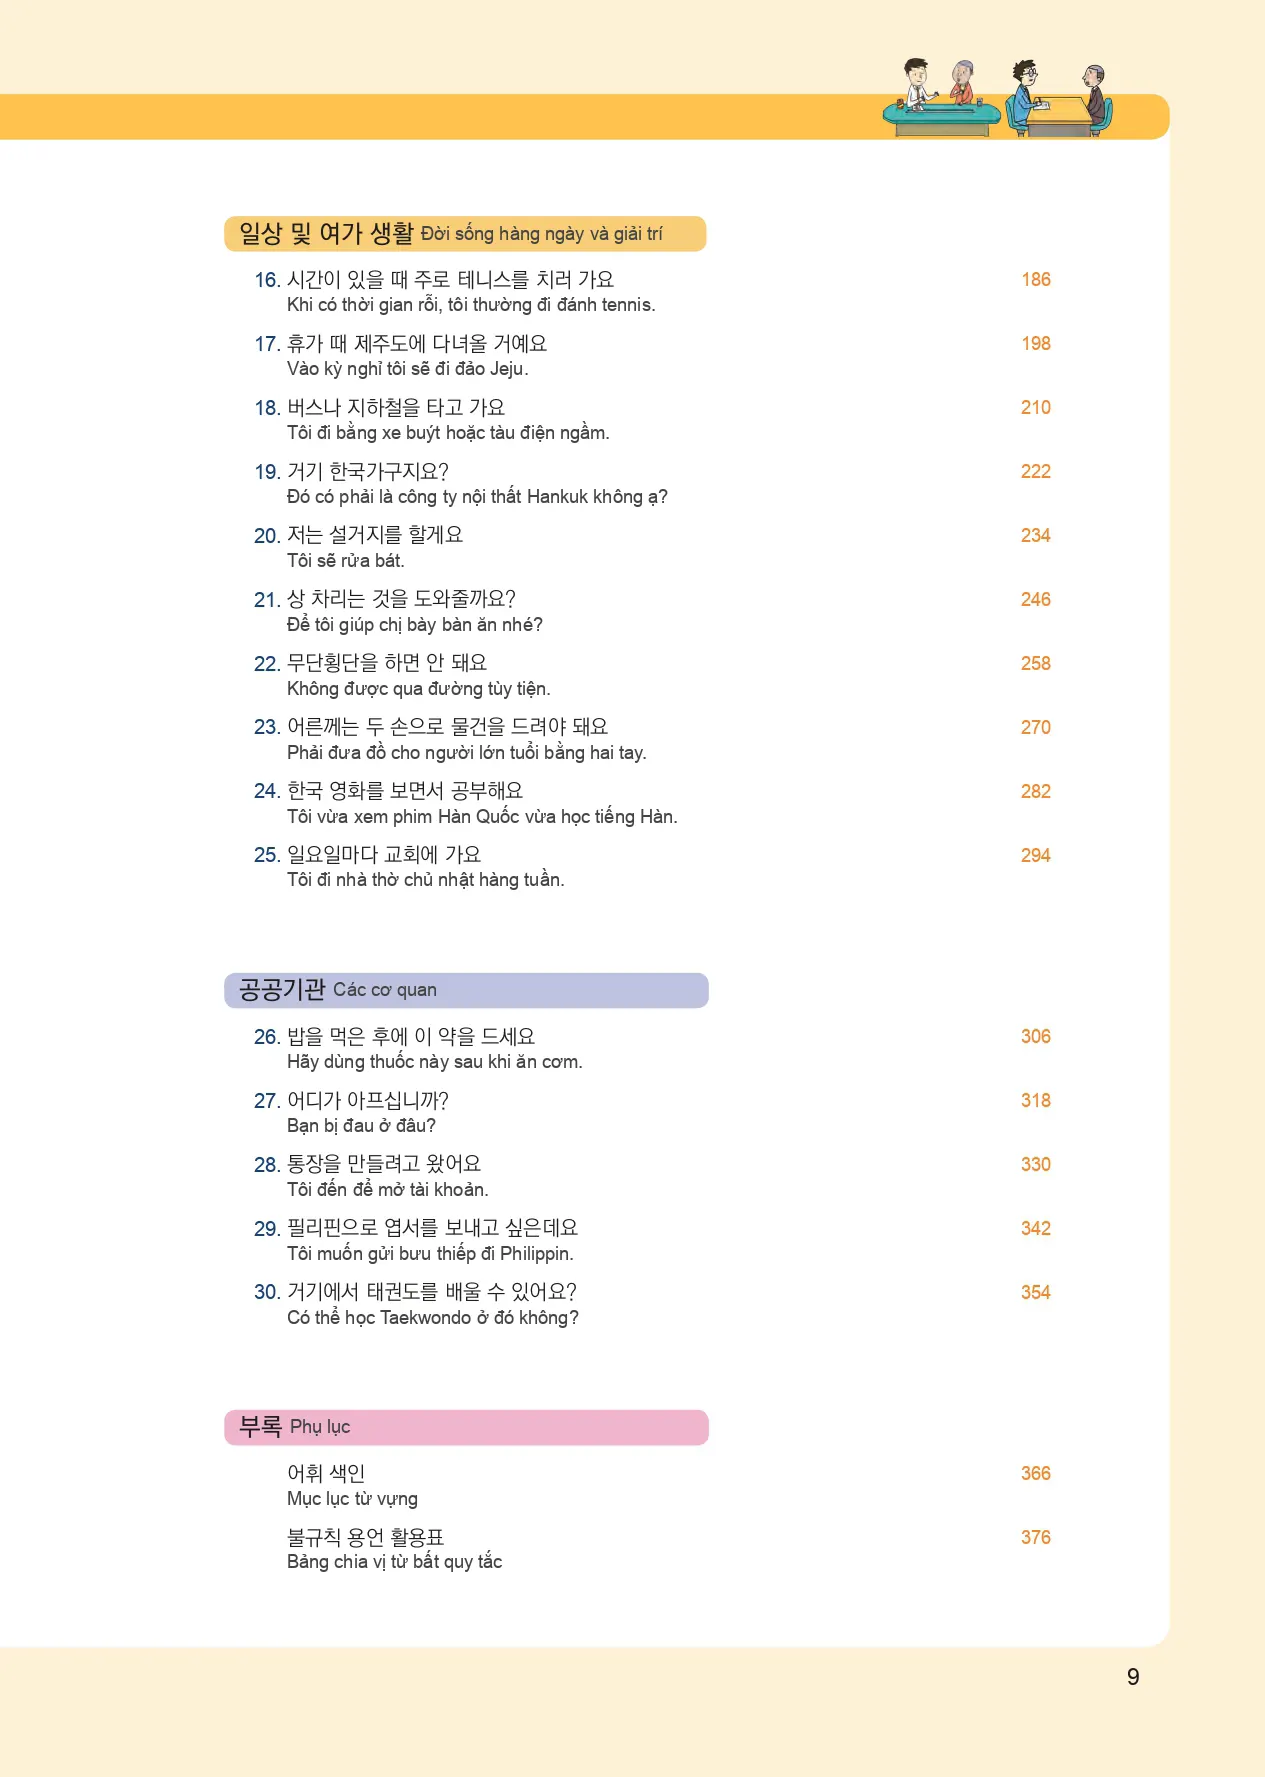 일상 및 여가 생활 Đời sống hàng ngày và giải trí
16. 시간이 있을 때 주로 테니스를 치러 가요 186
Khi có thời gian rỗi, tôi thường đi đánh tennis.
17. 휴가 때 제주도에 다녀올 거예요 198
Vào kỳ nghỉ tôi sẽ đi đảo Jeju.
18. 버스나 지하철을 타고 가요 210
Tôi đi bằng xe buýt hoặc tàu điện ngầm.
19. 거기 한국가구지요? 222
Đó có phải là công ty nội thất Hankuk không ạ?
20. 저는 설거지를 할게요 234
Tôi sẽ rửa bát.
21. 상 차리는 것을 도와줄까요? 246
Để tôi giúp chị bày bàn ăn nhé?
22. 무단횡단을 하면 안 돼요 258
Không được qua đường tùy tiện.
23. 어른께는 두 손으로 물건을 드려야 돼요 270
Phải đưa đồ cho người lớn tuổi bằng hai tay.
24. 한국 영화를 보면서 공부해요 282
Tôi vừa xem phim Hàn Quốc vừa học tiếng Hàn.
25. 일요일마다 교회에 가요 294
Tôi đi nhà thờ chủ nhật hàng tuần.
공공기관 Các cơ quan
26. 밥을 먹은 후에 이 약을 드세요 306
Hãy dùng thuốc này sau khi ăn cơm.
27. 어디가 아프십니까? 318
Bạn bị đau ở đâu?
28. 통장을 만들려고 왔어요 330
Tôi đến để mở tài khoản.
29. 필리핀으로 엽서를 보내고 싶은데요 342
Tôi muốn gửi bưu thiếp đi Philippin.
30. 거기에서 태권도를 배울 수 있어요? 354
Có thể học Taekwondo ở đó không?
부록 Phụ lục
어휘 색인 366
Mục lục từ vựng
불규칙 용언 활용표 376
Bảng chia vị từ bất quy tắc
9